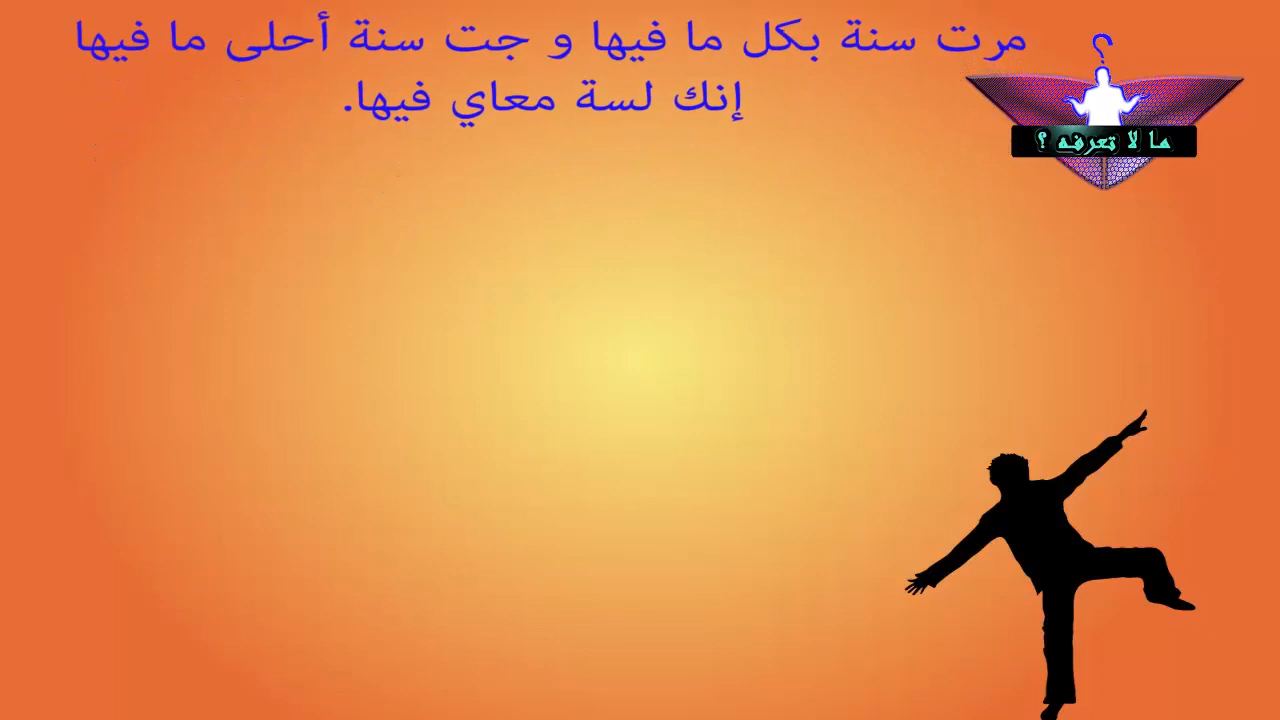 مرت سنة بكل ما فيها و جت سنة أحلى ما فيها
إنك لسة معاي فيها.
؟
ما لا تعرفه ؟